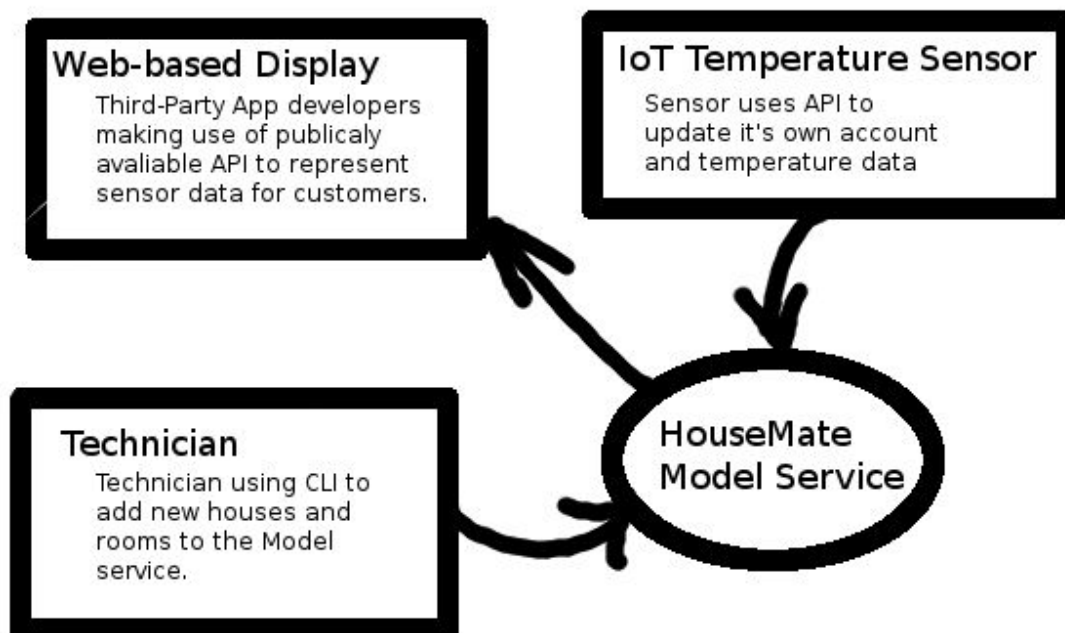 Web-based Display
Third-Party App developers
making use of publicaly
avaliable API to represent
sensor data for customers.
IoT Temperature Sensor
Sensor uses API to
update it's own account
and temperature data
Technician
Technician using CLI to
add new houses and
rooms to the Model
service.
HouseMate
Model Service